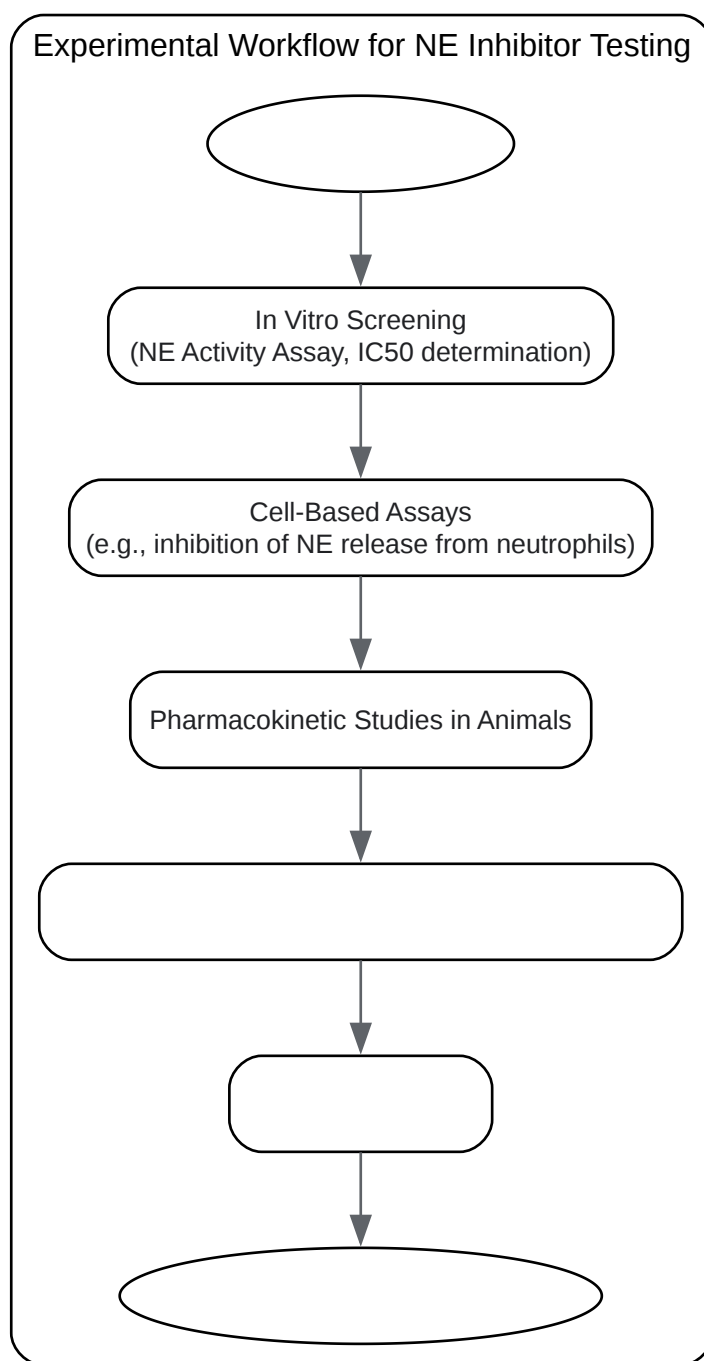 Experimental Workflow for NE Inhibitor Testing
In Vitro Screening
(NE Activity Assay, IC50 determination)
Cell-Based Assays
(e.g., inhibition of NE release from neutrophils)
Pharmacokinetic Studies in Animals